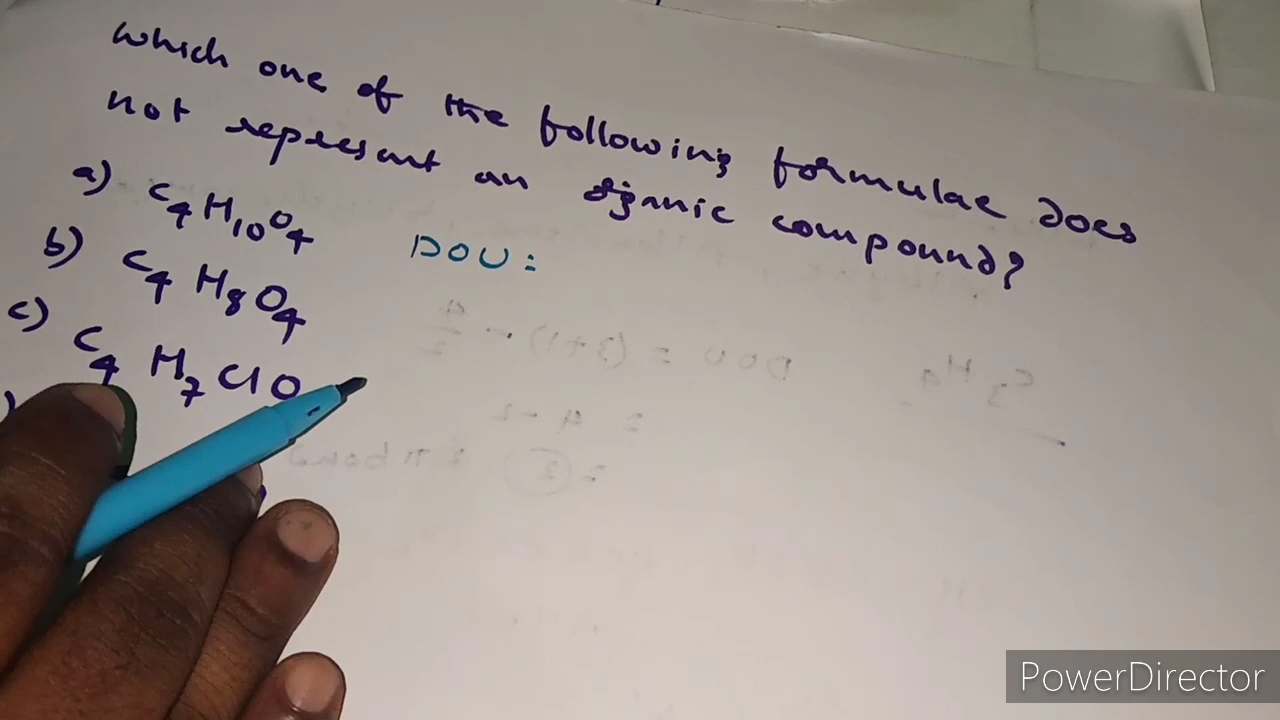 which one of the following formulae does
not represent an organic compound?
a) C4H10O4
b) C4H8O4
c) C4H7ClO
DOU:
PowerDirector